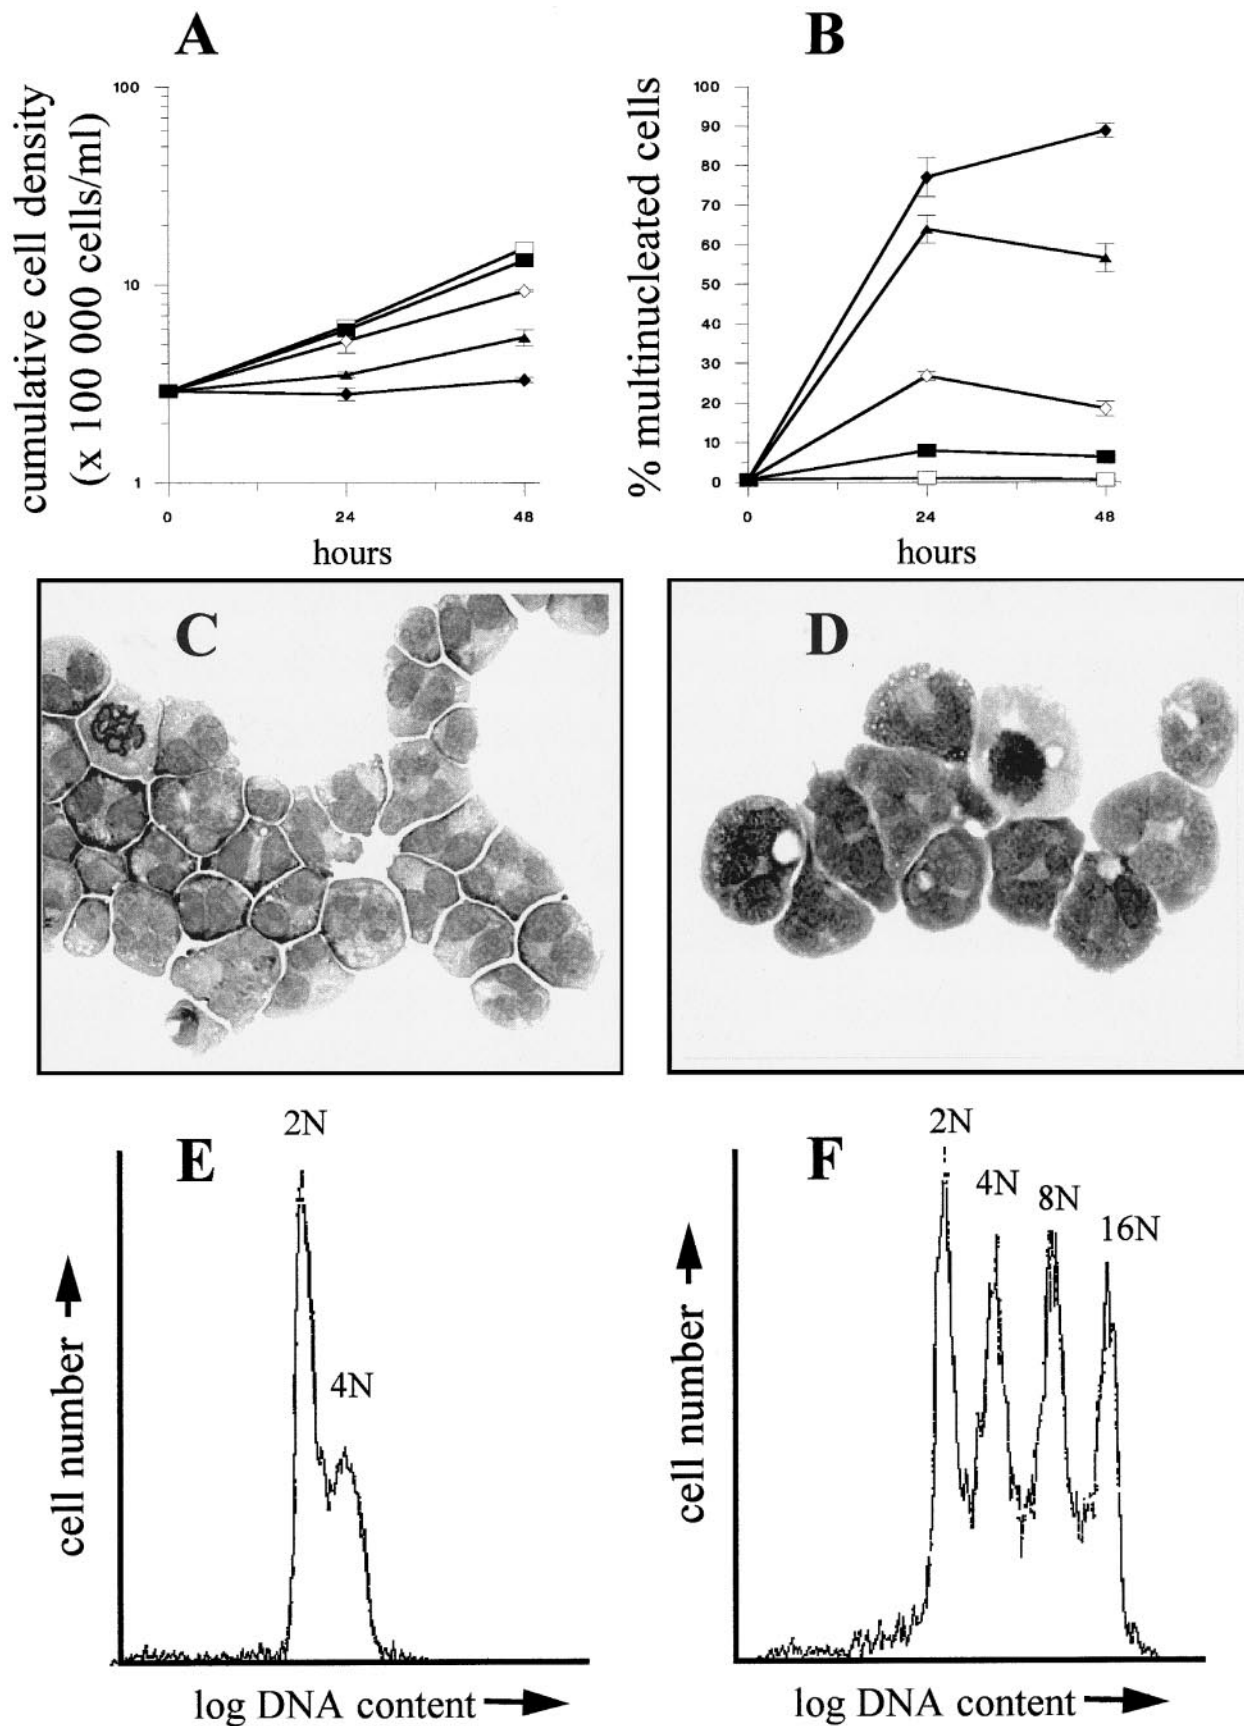 A
B
cumulative cell density
(x 100 000 cells/ml)
100
10
1
0
24
48
hours
% multinucleated cells
100
90
80
70
60
50
40
30
20
10
0
0
24
48
hours
C
D
E
2N
4N
cell number
log DNA content
F
2N
4N
8N
16N
cell number
log DNA content